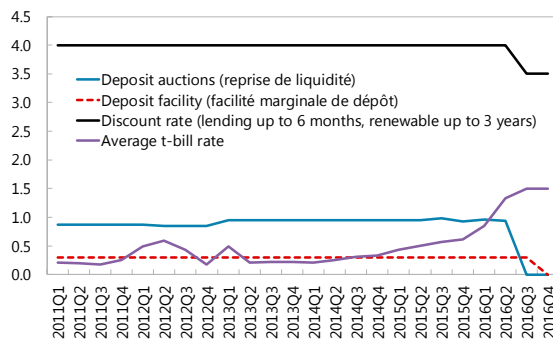 4.5
4.0
3.5
3.0
2.5
2.0
1.5
1.0
0.5
0.0
Deposit auctions (reprise de liquidité)
Deposit facility (facilité marginale de dépôt)
Discount rate (lending up to 6 months, renewable up to 3 years)
Average t-bill rate
2011Q1
2011Q2
2011Q3
2011Q4
2012Q1
2012Q2
2012Q3
2012Q4
2013Q1
2013Q2
2013Q3
2013Q4
2014Q1
2014Q2
2014Q3
2014Q4
2015Q1
2015Q2
2015Q3
2015Q4
2016Q1
2016Q2
2016Q3
2016Q4